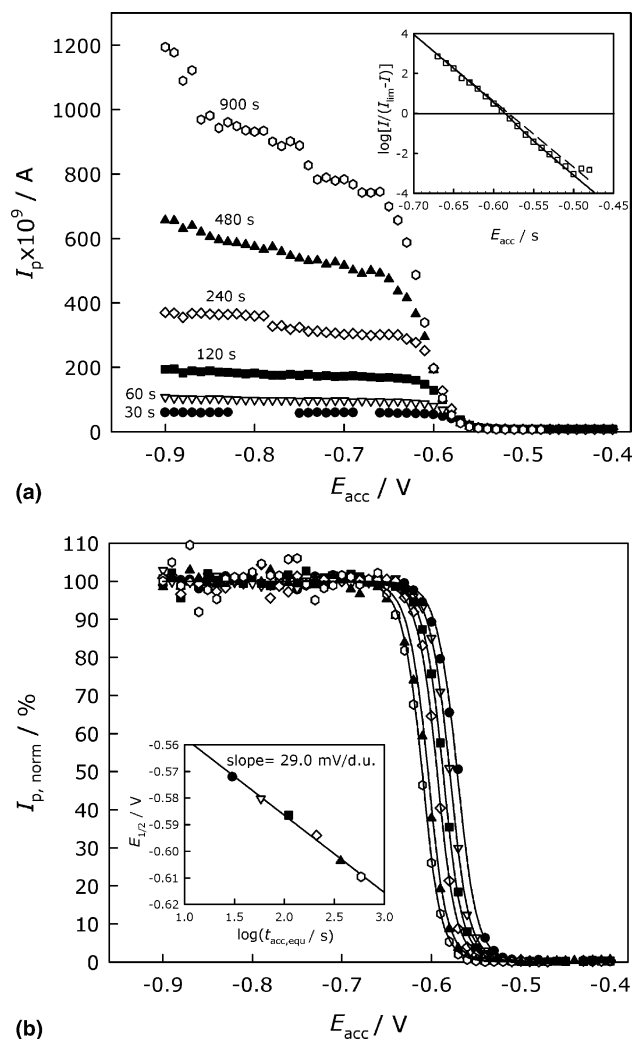 1200
1000
800
600
400
200
0
I_p x10^9 / A
900 s
480 s
240 s
120 s
60 s
30 s
-0.9 -0.8 -0.7 -0.6 -0.5 -0.4
E_acc / V
(a)
4
2
0
-2
-4
log[I/(I_lim-I)]
-0.70 -0.65 -0.60 -0.55 -0.50 -0.45
E_acc / s
110
100
90
80
70
60
50
40
30
20
10
0
I_p, norm / %
-0.56
-0.57
-0.58
-0.59
-0.60
-0.61
-0.62
E_1/2 / V
slope= 29.0 mV/d.u.
1.0 1.5 2.0 2.5 3.0
log(t_acc,equ / s)
-0.9 -0.8 -0.7 -0.6 -0.5 -0.4
E_acc / V
(b)